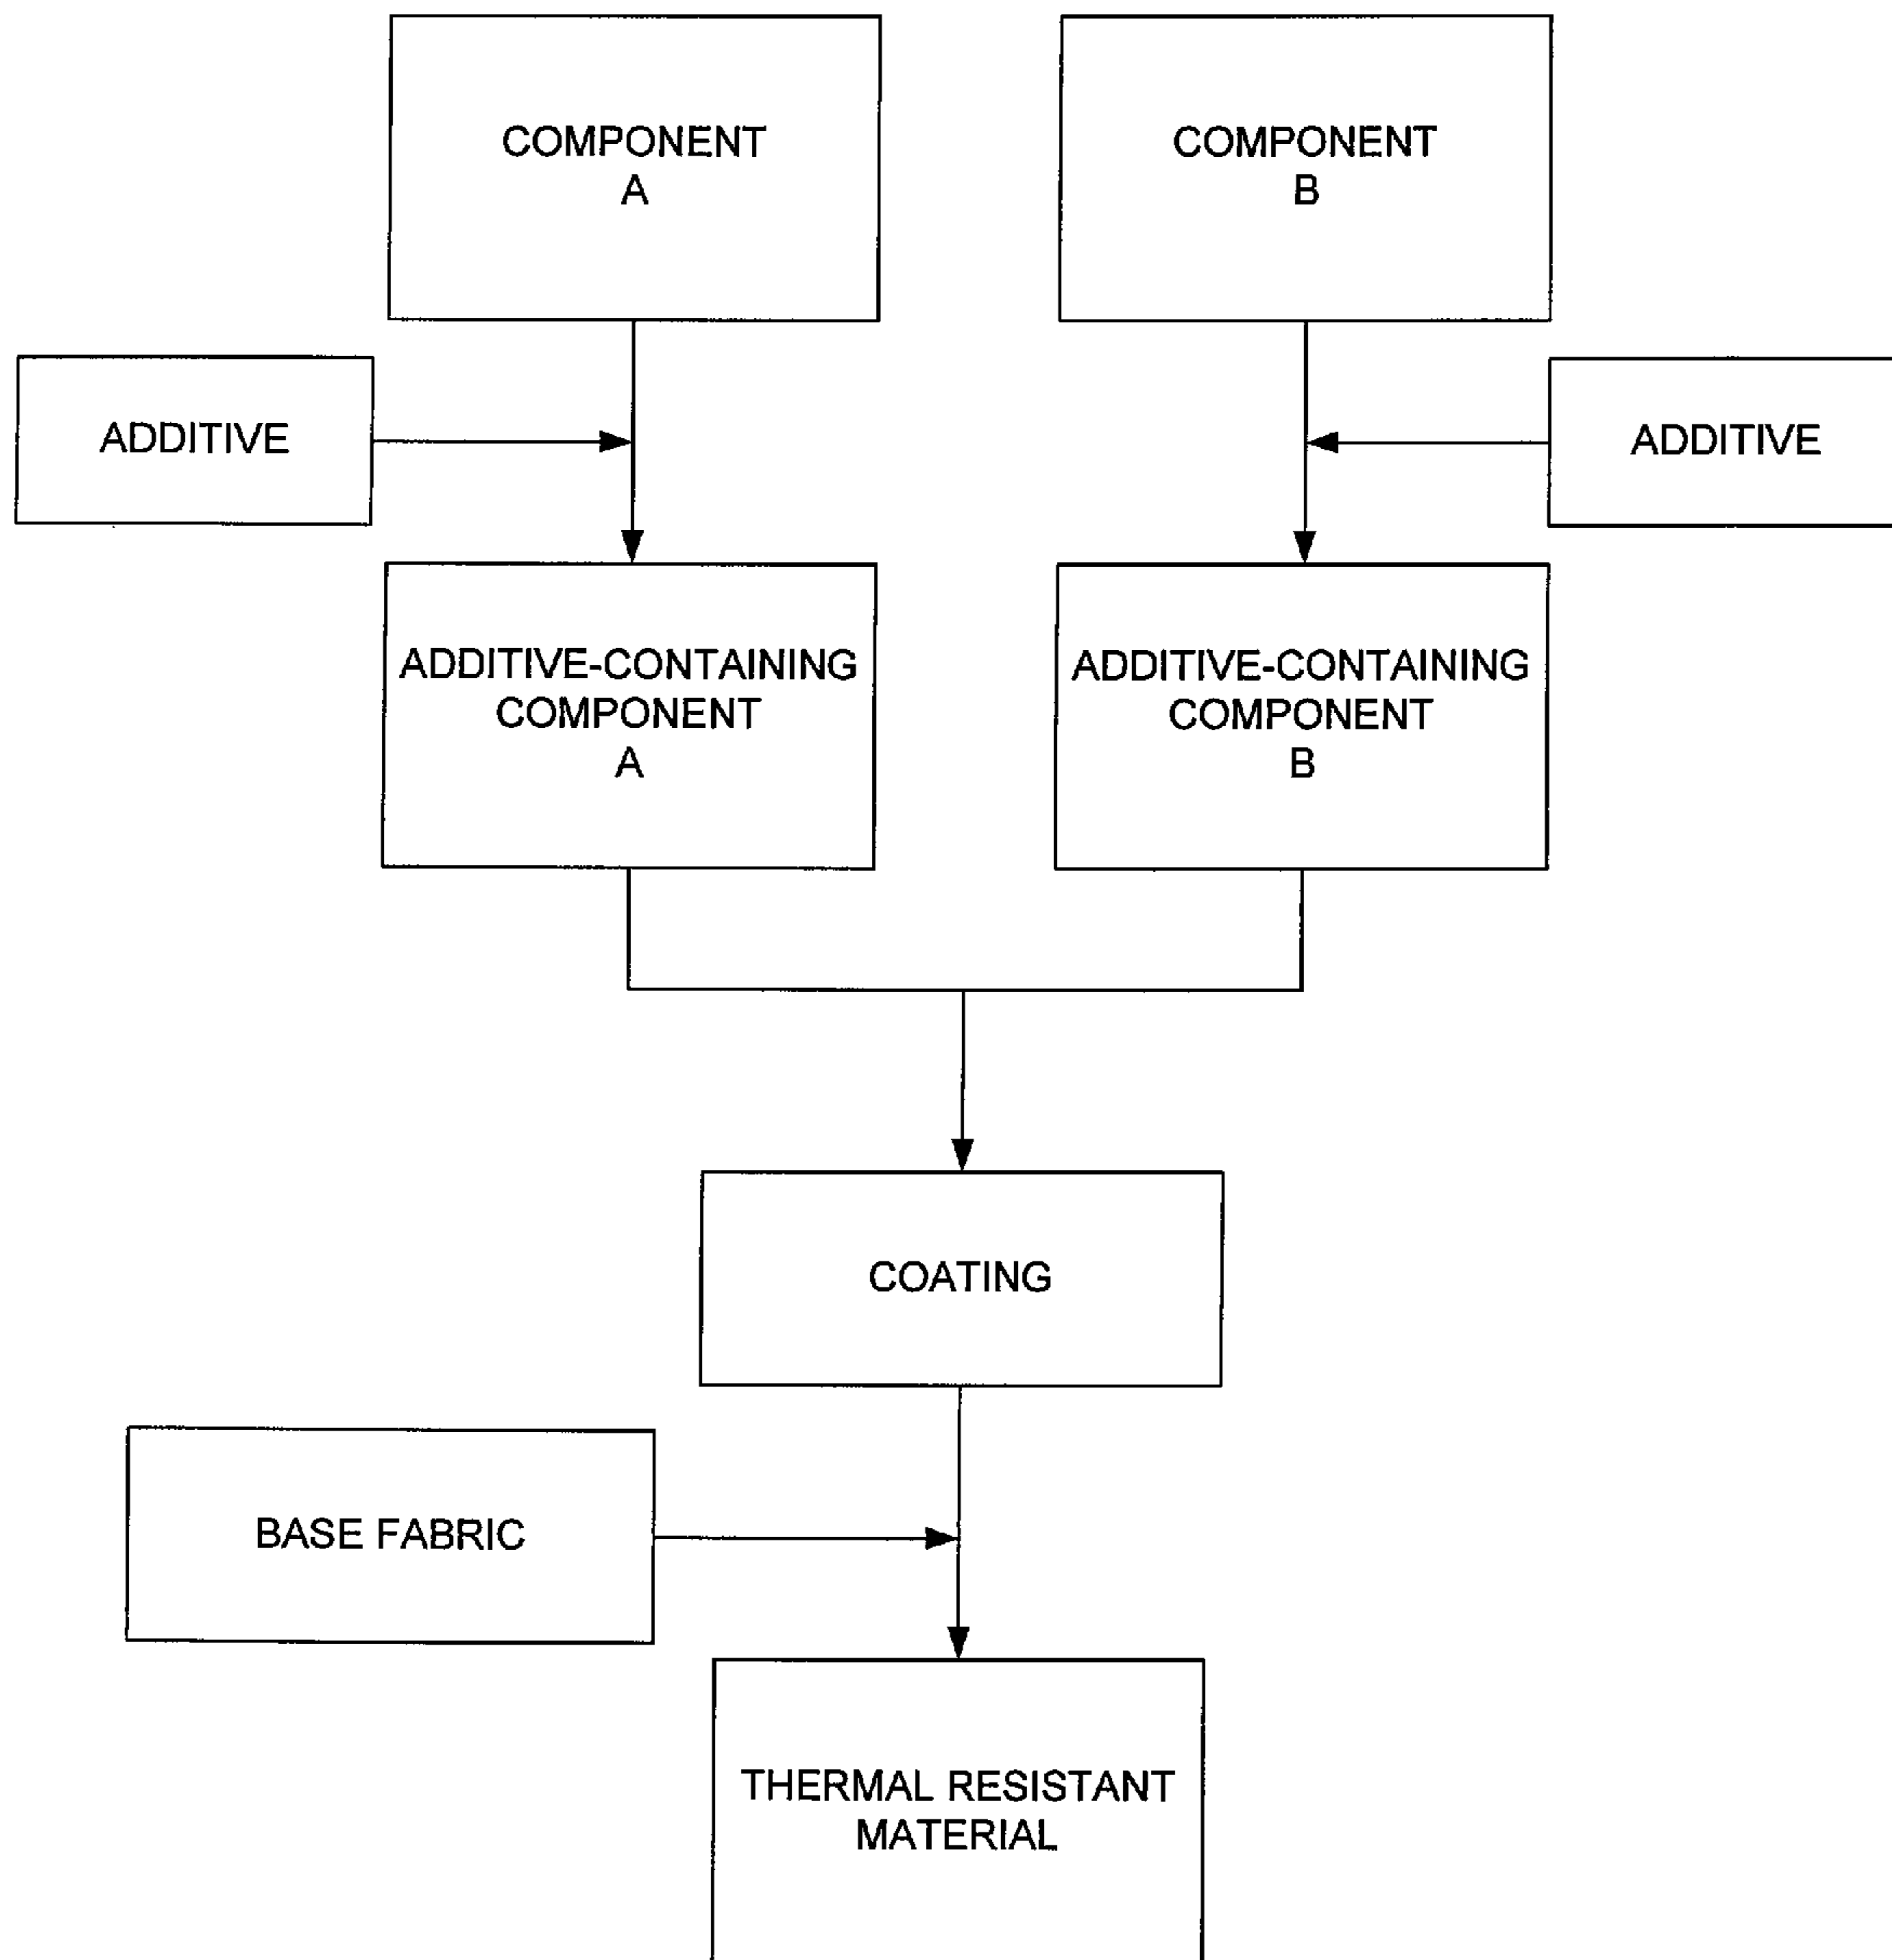 COMPONENT
A
COMPONENT
B
ADDITIVE
ADDITIVE
ADDITIVE-CONTAINING
COMPONENT
A
ADDITIVE-CONTAINING
COMPONENT
B
COATING
BASE FABRIC
THERMAL RESISTANT
MATERIAL